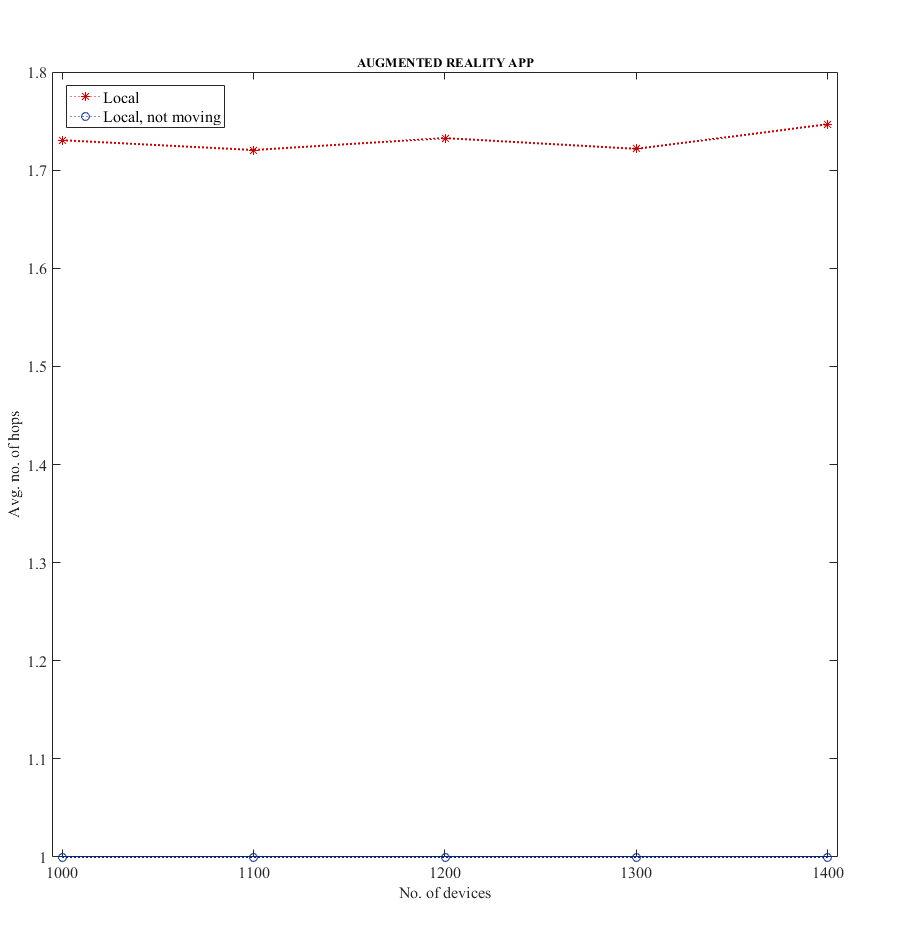 AUGMENTED REALITY APP
1.8
1.7
1.6
1.5
1.4
1.3
1.2
1.1
1
Local
Local, not moving
Avg. no. of hops
1000 1100 1200 1300 1400
No. of devices